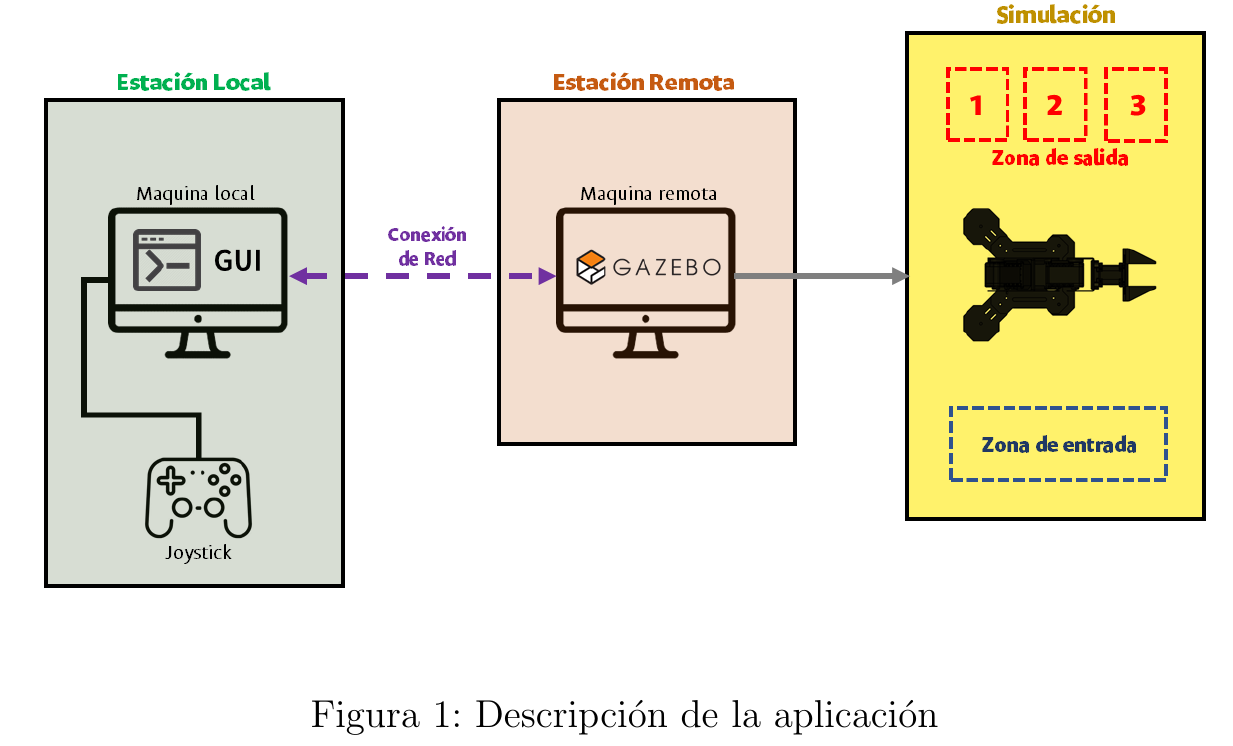 Simulación
Estación Local
Estación Remota
1 2 3
Zona de salida
Maquina local
Maquina remota
GUI
Conexión
de Red
GAZEBO
Zona de entrada
Joystick
Figura 1: Descripción de la aplicación